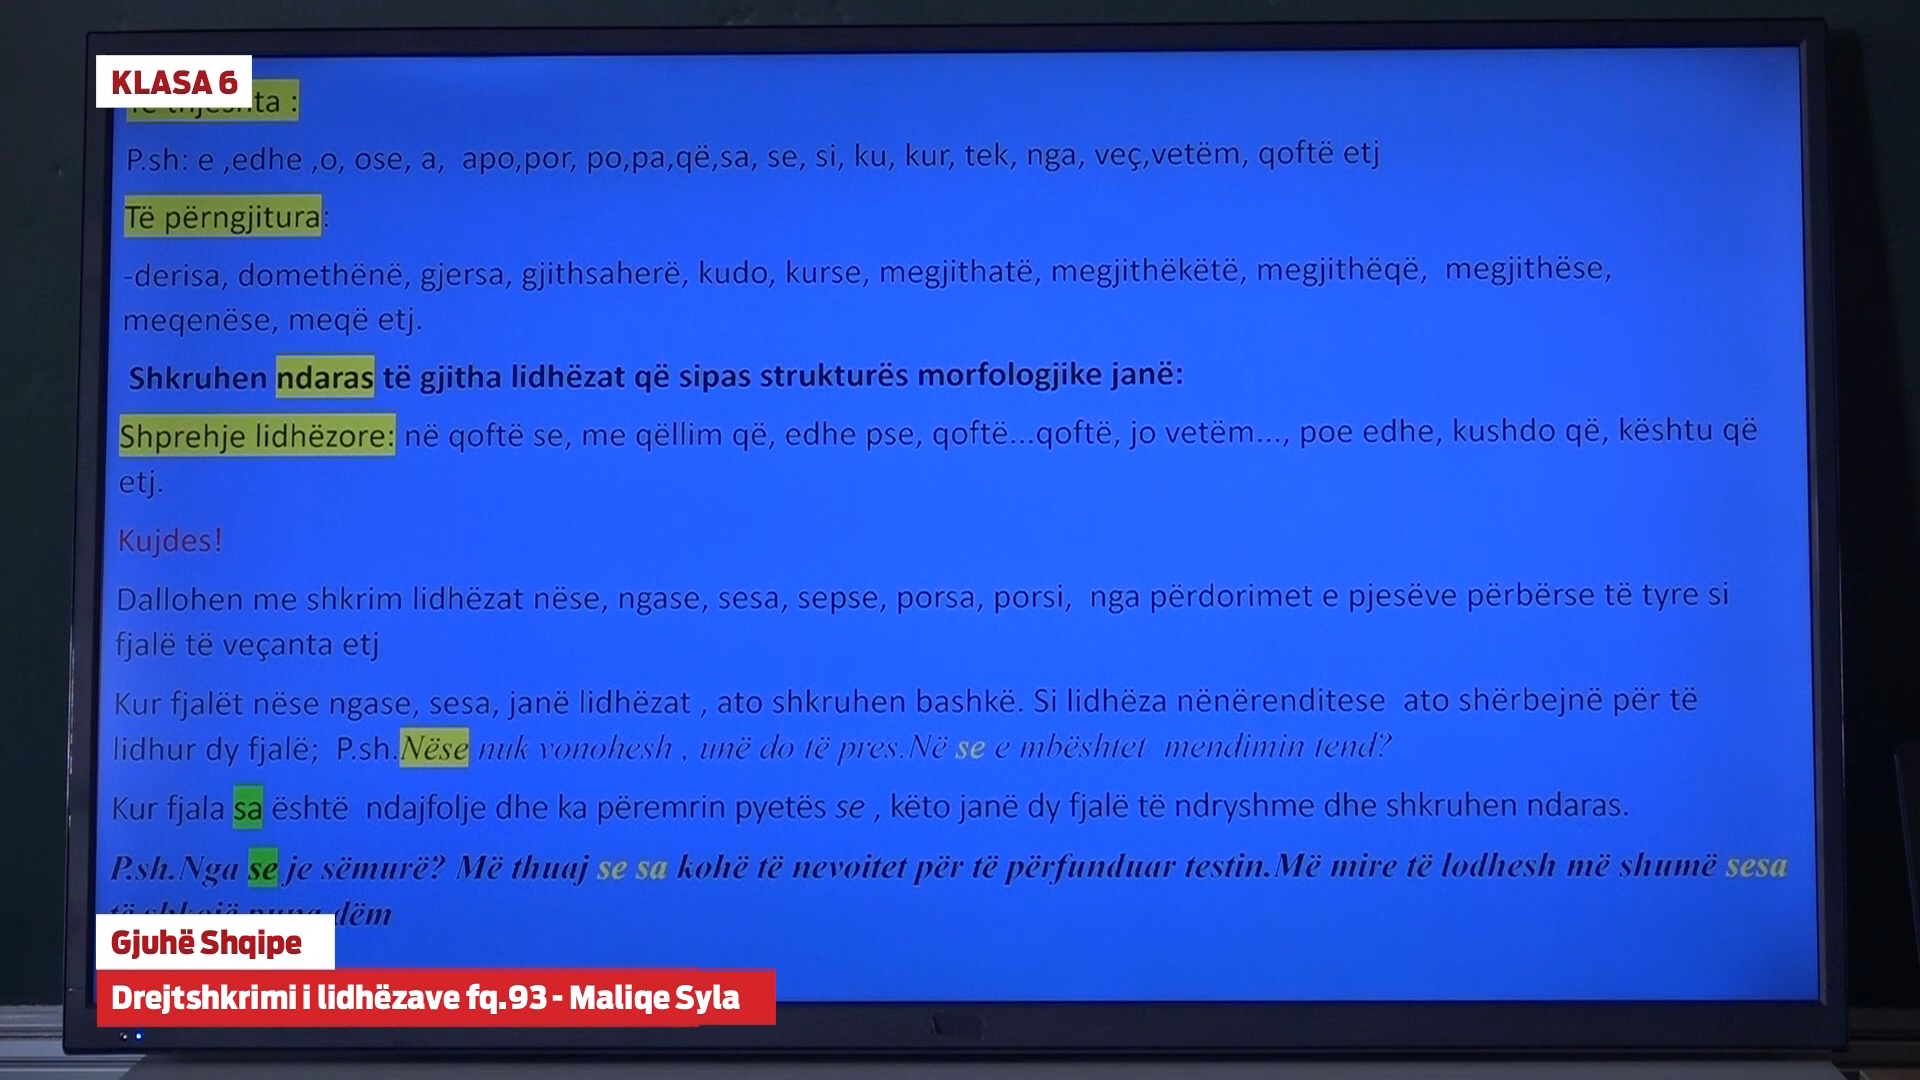 KLASA 6
ta :
P.sh: e ,edhe ,o, ose, a, apo,por, po,pa,që,sa, se, si, ku, kur, tek, nga, veç,vetëm, qoftë etj
Të përngjitura:
-derisa, domethënë, gjersa, gjithsaherë, kudo, kurse, megjithatë, megjithëkëtë, megjithëqë, megjithëse,
meqenëse, meqë etj.
Shkruhen ndaras të gjitha lidhëzat që sipas strukturës morfologjike janë:
Shprehje lidhëzore: në qoftë se, me qëllim që, edhe pse, qoftë...qoftë, jo vetëm..., poe edhe, kushdo që, kështu që
etj.
Kujdes!
Dallohen me shkrim lidhëzat nëse, ngase, sesa, sepse, porsa, porsi, nga përdorimet e pjesëve përbërse të tyre si
fjalë të veçanta etj
Kur fjalët nëse ngase, sesa, janë lidhëzat , ato shkruhen bashkë. Si lidhëza nënërenditese ato shërbejnë për të
lidhur dy fjalë; P.sh.Nëse nuk vonohesh , unë do të pres.Në se e mbështet mendimin tend?
Kur fjala sa është ndajfolje dhe ka përemrin pyetës se , këto janë dy fjalë të ndryshme dhe shkruhen ndaras.
P.sh.Nga se je sëmurë? Më thuaj se sa kohë të nevoitet për të përfunduar testin.Më mire të lodhesh më shumë sesa
dëm
Gjuhë Shqipe
Drejtshkrimi i lidhëzave fq.93 - Maliqe Syla